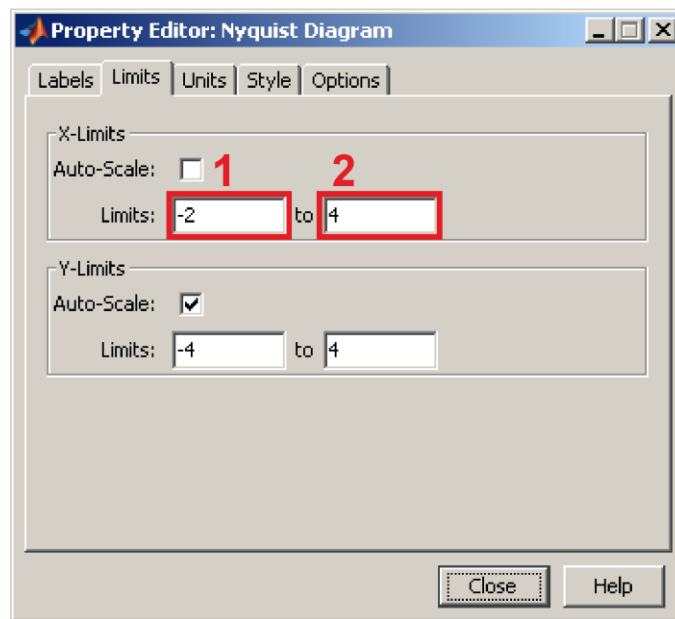 Property Editor: Nyquist Diagram
Labels Limits Units Style Options
X-Limits
Auto-Scale: 1 2
Limits: -2 to 4
Y-Limits
Auto-Scale:
Limits: -4 to 4
Close Help